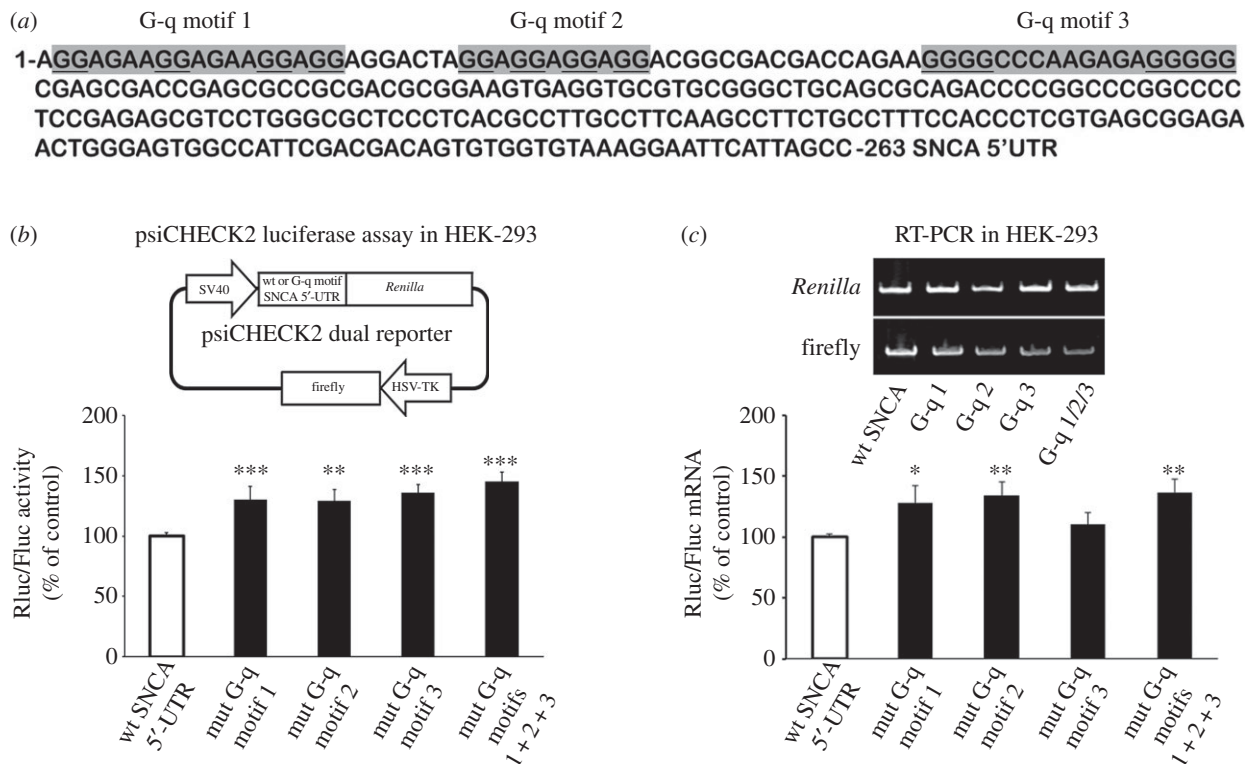 (a)
G-q motif 1 G-q motif 2 G-q motif 3
1-AGGAGAAGGAGAAGGAGGAGGACTAGGAGGAGGAGGACGGCGACGACCAGAAGGGGCCCAAGAGAGGGGG
CGAGCGACCGAGCGCCGCGACGCGGAAGTGAGGTGCGTGCGGGCTGCAGCGCAGACCCCGGCCCGGCCCC
TCCGAGAGCGTCCTGGGCGCTCCCTCACGCCTTGCCTTCAAGCCTTCTGCCTTTCCACCCTCGTGAGCGGAGA
ACTGGGAGTGGCCATTCGACGACAGTGTGGTGTAAAGGAATTCATTAGCC-263 SNCA 5'UTR
(b)
psiCHECK2 luciferase assay in HEK-293
SV40
wt or G-q motif
SNCA 5′-UTR
Renilla
psiCHECK2 dual reporter
firefly
HSV-TK
Rluc/Fluc activity
(% of control)
200
150
100
50
0
***
**
***
***
wt SNCA
5′-UTR
mut G-q
motif 1
mut G-q
motif 2
mut G-q
motif 3
mut G-q
motifs
1 + 2 + 3
(c)
RT-PCR in HEK-293
Renilla
firefly
wt SNCA
G-q 1
G-q 2
G-q 3
G-q 1/2/3
Rluc/Fluc mRNA
(% of control)
200
150
100
50
0
*
**
**
wt SNCA
5′-UTR
mut G-q
motif 1
mut G-q
motif 2
mut G-q
motif 3
mut G-q
motifs
1 + 2 + 3